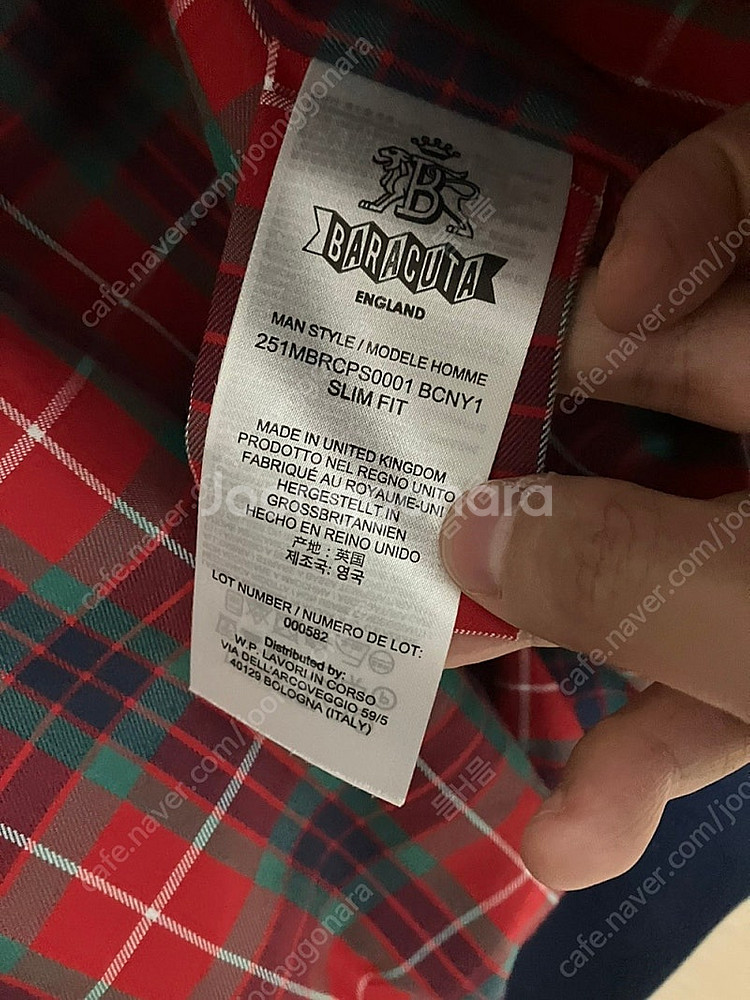 B
BARACUTA
ENGLAND
MAN STYLE / MODELE HOMME
251MBRCPS0001 BCNY1
SLIM FIT
MADE IN UNITED KINGDOM
PRODOTTO NEL REGNO UNITO
FABRIQUÉ AU ROYAUME-UNI
HERGESTELLT IN
GROSSBRITANNIEN
HECHO EN REINO UNIDO
产地 : 英国
제조국: 영국
LOT NUMBER / NUMERO DE LOT:
000582
Distributed by:
W.P. LAVORI IN CORSO
VIA DELL'ARCOVEGGIO 59/5
40129 BOLOGNA (ITALY)
Joonggonara
cafe.naver.com/joonggonara